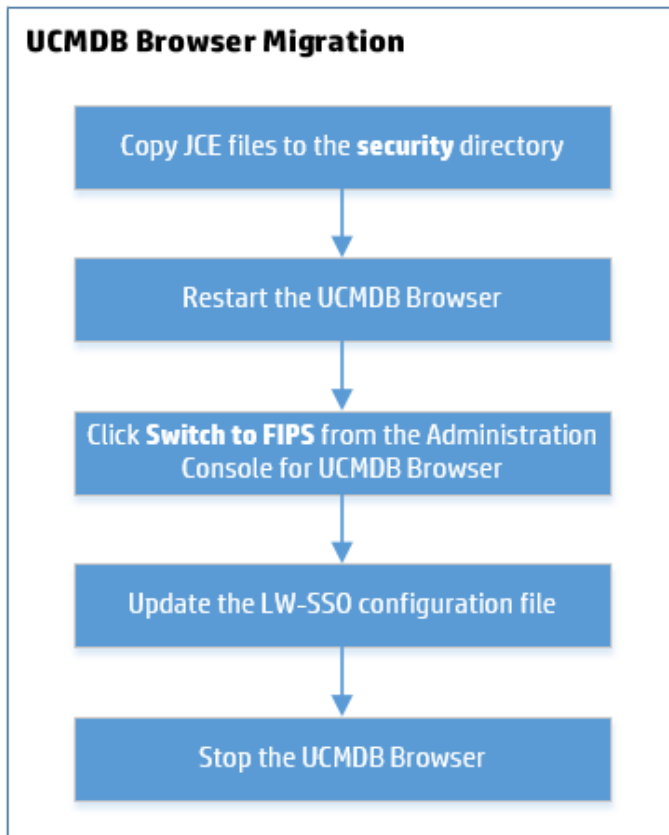 UCMDB Browser Migration
Copy JCE files to the security directory
Restart the UCMDB Browser
Click Switch to FIPS from the Administration
Console for UCMDB Browser
Update the LW-SSO configuration file
Stop the UCMDB Browser